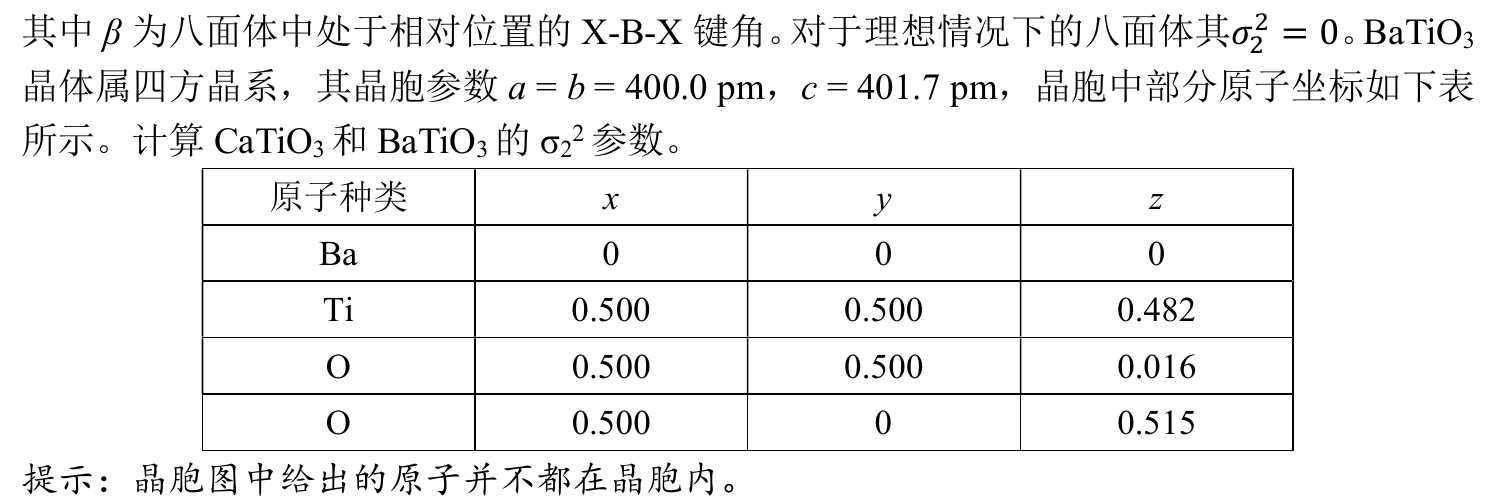 其中 β 为八面体中处于相对位置的 X-B-X 键角。对于理想情况下的八面体其σ₂² = 0。BaTiO₃
晶体属四方晶系，其晶胞参数 a = b = 400.0 pm，c = 401.7 pm，晶胞中部分原子坐标如下表
所示。计算 CaTiO₃ 和 BaTiO₃ 的 σ₂² 参数。
原子种类 x y z
Ba 0 0 0
Ti 0.500 0.500 0.482
O 0.500 0.500 0.016
O 0.500 0 0.515
提示：晶胞图中给出的原子并不都在晶胞内。